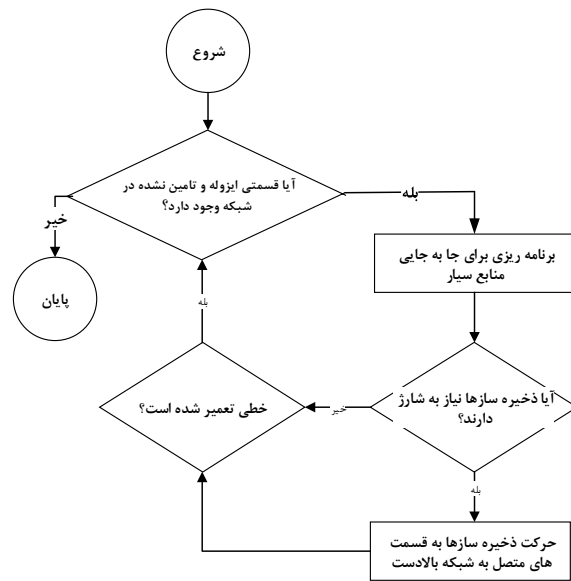 شروع
آیا قسمتی ایزوله و تامین نشده در
شبکه وجود دارد؟
بله
خیر
برنامه ریزی برای جا به جایی
منابع سیار
پایان
بله
آیا ذخیره سازها نیاز به شارژ
دارند؟
خیر
خطی تعمیر شده است؟
بله
حرکت ذخیره سازها به قسمت
های متصل به شبکه بالادست